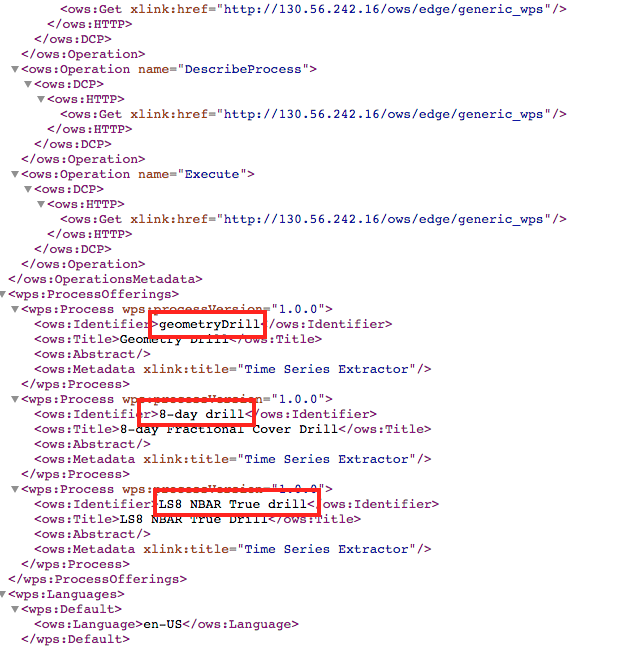 <ows:Get xlink:href="http://130.56.242.16/ows/edge/generic_wps"/>
</ows:HTTP>
</ows:DCP>
</ows:Operation>
<ows:Operation name="DescribeProcess">
<ows:DCP>
<ows:HTTP>
<ows:Get xlink:href="http://130.56.242.16/ows/edge/generic_wps"/>
</ows:HTTP>
</ows:DCP>
</ows:Operation>
<ows:Operation name="Execute">
<ows:DCP>
<ows:HTTP>
<ows:Get xlink:href="http://130.56.242.16/ows/edge/generic_wps"/>
</ows:HTTP>
</ows:DCP>
</ows:Operation>
</ows:OperationsMetadata>
<wps:ProcessOfferings>
<wps:Process wps:processVersion="1.0.0">
<ows:Identifier>geometryDrill</ows:Identifier>
<ows:Title>Geometry Drill</ows:Title>
<ows:Abstract/>
<ows:Metadata xlink:title="Time Series Extractor"/>
</wps:Process>
<wps:Process wps:processVersion="1.0.0">
<ows:Identifier>8-day drill</ows:Identifier>
<ows:Title>8-day Fractional Cover Drill</ows:Title>
<ows:Abstract/>
<ows:Metadata xlink:title="Time Series Extractor"/>
</wps:Process>
<wps:Process wps:processVersion="1.0.0">
<ows:Identifier>LS8 NBAR True drill</ows:Identifier>
<ows:Title>LS8 NBAR True Drill</ows:Title>
<ows:Abstract/>
<ows:Metadata xlink:title="Time Series Extractor"/>
</wps:Process>
</wps:ProcessOfferings>
<wps:Languages>
<wps:Default>
<ows:Language>en-US</ows:Language>
</wps:Default>